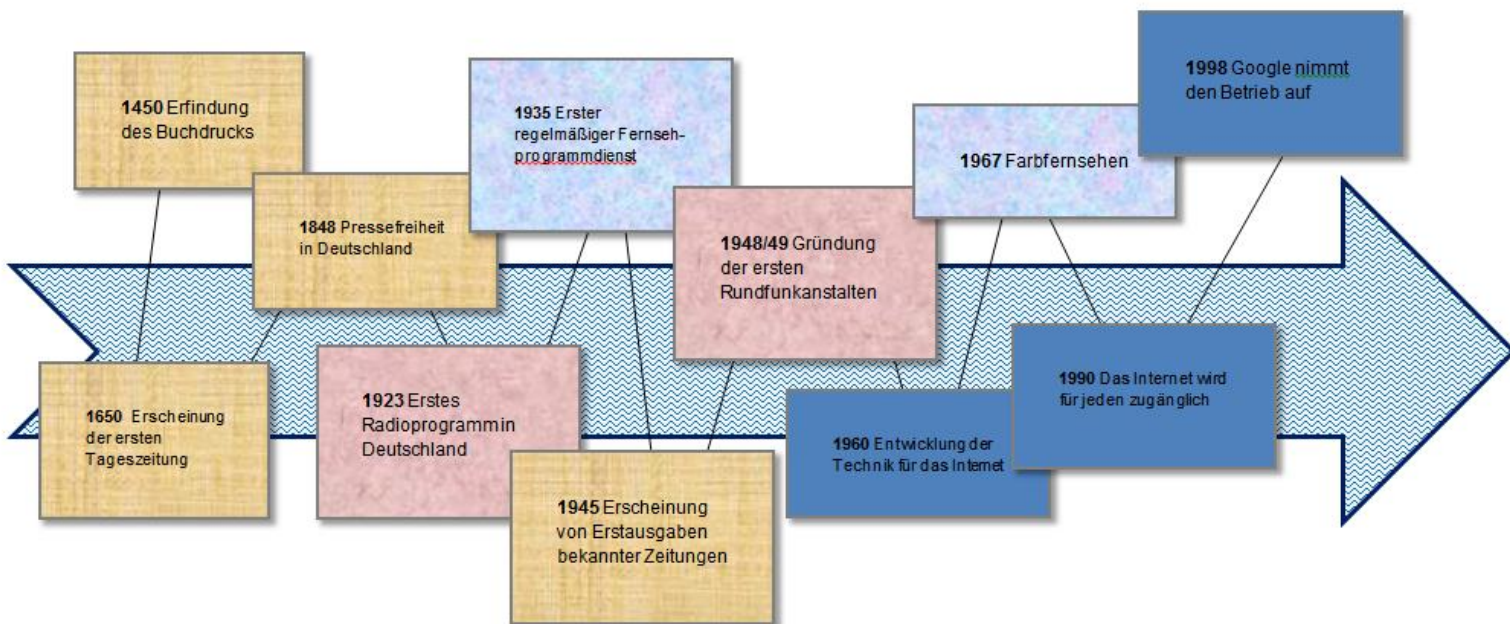 1450 Erfindung
des Buchdrucks
1650 Erscheinung
der ersten
Tageszeitung
1848 Pressefreiheit
in Deutschland
1923 Erstes
Radioprogramm in
Deutschland
1935 Erster
regelmäßiger Fernseh-
programmdienst
1945 Erscheinung
von Erstausgaben
bekannter Zeitungen
1948/49 Gründung
der ersten
Rundfunkanstalten
1960 Entwicklung der
Technik für das Internet
1967 Farbfernsehen
1990 Das Internet wird
für jeden zugänglich
1998 Google nimmt
den Betrieb auf